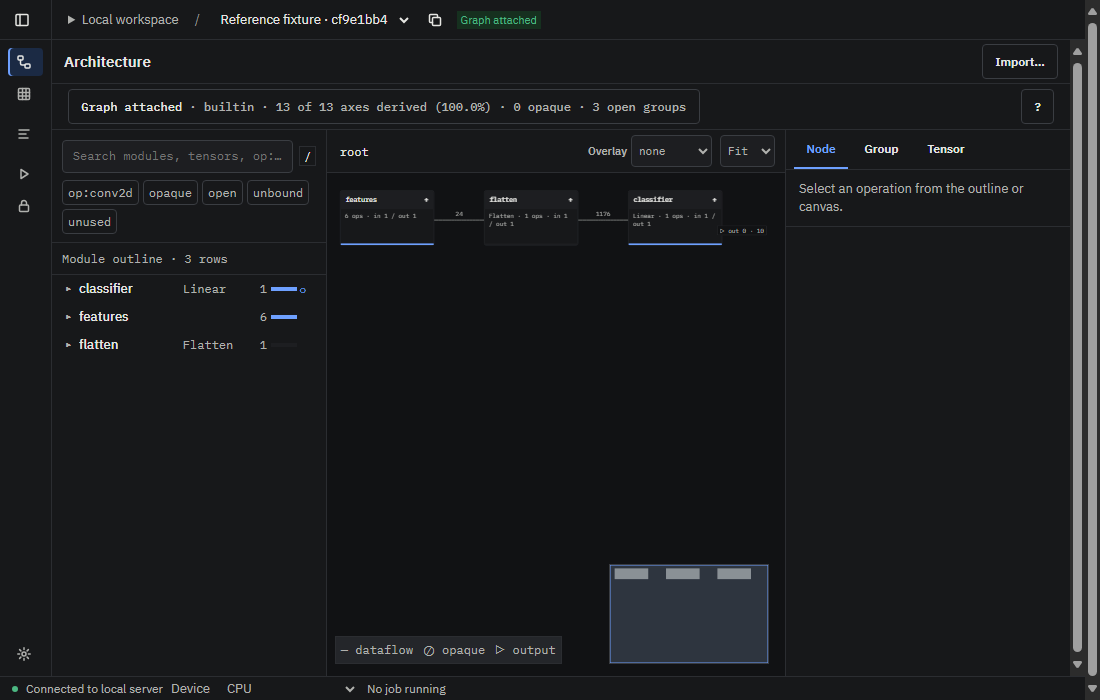 Local workspace / Reference fixture · cf9e1bb4 Graph attached
Architecture Import...
Graph attached · builtin · 13 of 13 axes derived (100.0%) · 0 opaque · 3 open groups ?
Search modules, tensors, op:… /
op:conv2d opaque open unbound
unused
Module outline · 3 rows
classifier Linear 1
features 6
flatten Flatten 1
root Overlay none Fit
features +
6 ops · in 1 / out 1
24
flatten +
Flatten · 1 ops · in 1
/ out 1
1176
classifier +
Linear · 1 ops · in 1 /
out 1
▷ out 0 · 10
— dataflow opaque ▷ output
Node Group Tensor
Select an operation from the outline or
canvas.
Connected to local server Device CPU No job running